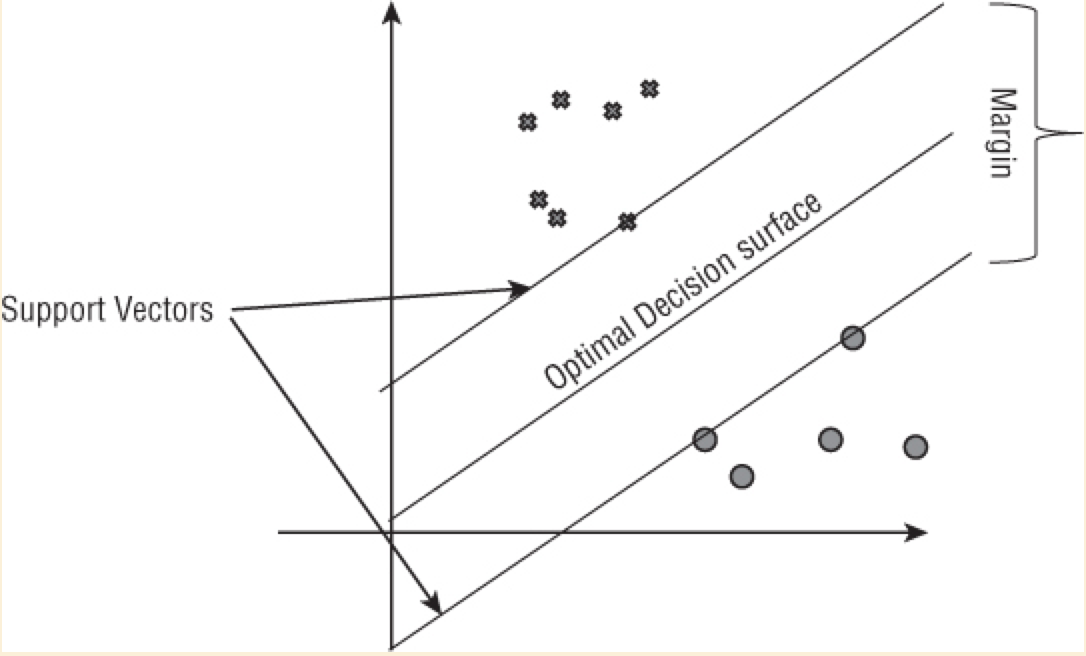 Margin
Optimal Decision surface
Support Vectors